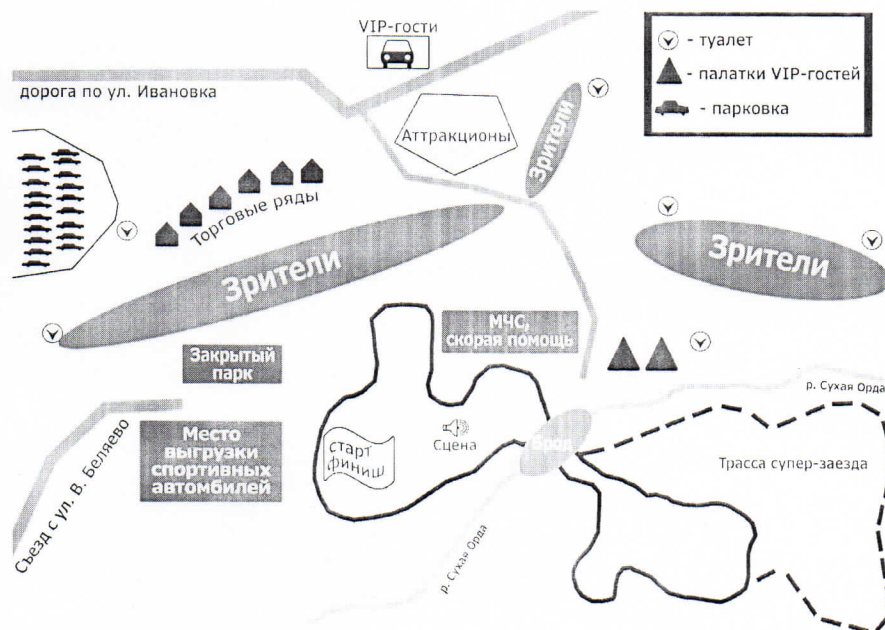 VIP-гости
- туалет
- палатки VIP-гостей
- парковка
дорога по ул. Ивановка
Аттракционы
Зрители
Торговые ряды
Зрители
Зрители
МЧС,
скорая помощь
Закрытый
парк
р. Сухая Орда
Место
выгрузки
спортивных
автомбилей
старт
финиш
Сцена
Брод
Трасса супер-заезда
Съезд с ул. В. Беляево
р. Сухая Орда